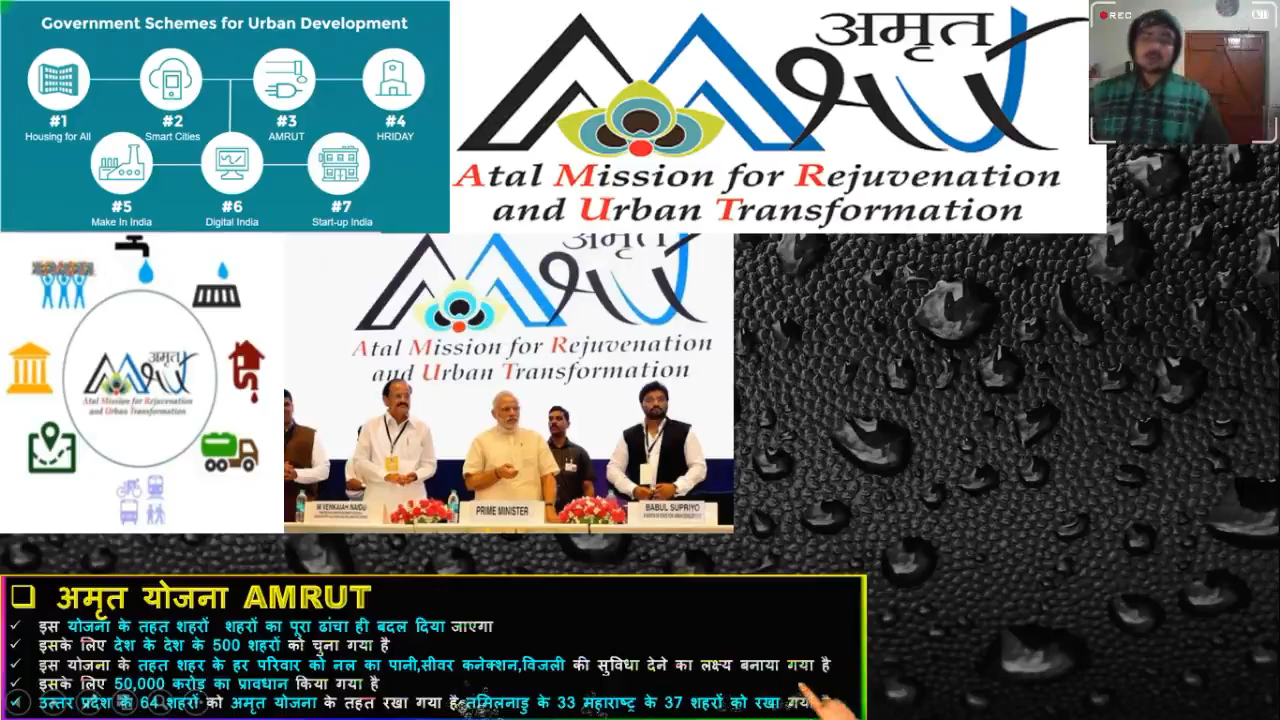 Government Schemes for Urban Development
#1
Housing for All
#2
Smart Cities
#3
AMRUT
#4
HRIDAY
#5
Make In India
#6
Digital India
#7
Start-up India
अमृत
Atal Mission for Rejuvenation
and Urban Transformation
REC
अमृत
Atal Mission for Rejuvenation
and Urban Transformation
अमृत
Atal Mission for Rejuvenation
and Urban Transformation
M VENKAIAH NAIDU
PRIME MINISTER
BABUL SUPRIYO
❑ अमृत योजना AMRUT
✓ इस योजना के तहत शहरों शहरों का पूरा ढांचा ही बदल दिया जाएगा
✓ इसके लिए देश के देश के 500 शहरों को चुना गया है
✓ इस योजना के तहत शहर के हर परिवार को नल का पानी,सीवर कनेक्शन,विजली की सुविधा देने का लक्ष्य बनाया गया है
✓ इसके लिए 50,000 करोड़ का प्रावधान किया गया है
✓ उत्तर प्रदेश के 64 शहरों को अमृत योजना के तहत रखा गया है तमिलनाडु के 33 महाराष्ट्र के 37 शहरों को रखा गया है